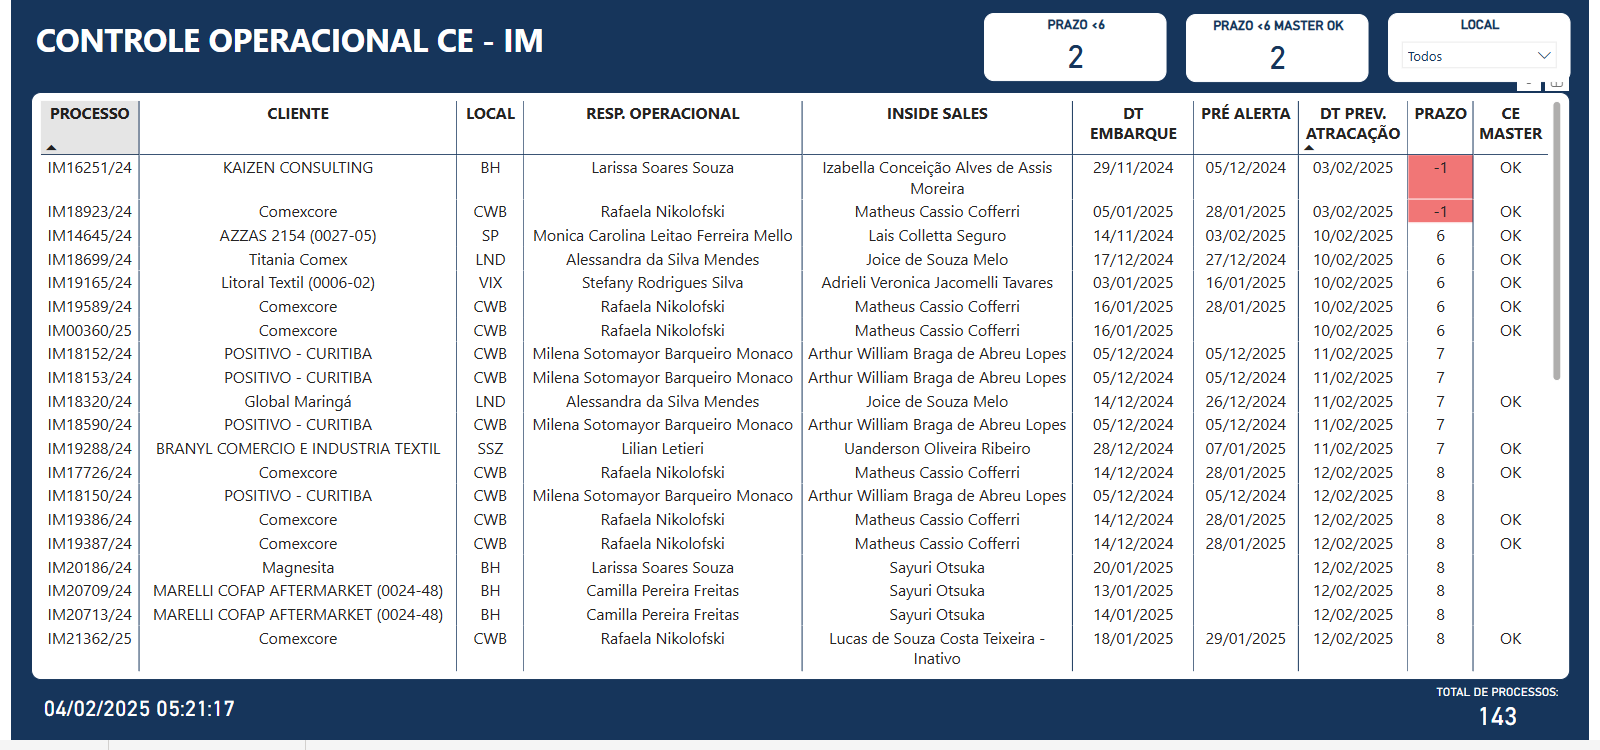 CONTROLE OPERACIONAL CE - IM
PRAZO <6
2
PRAZO <6 MASTER OK
2
LOCAL
Todos
PROCESSO CLIENTE LOCAL RESP. OPERACIONAL INSIDE SALES DT EMBARQUE PRÉ ALERTA DT PREV. ATRACAÇÃO PRAZO CE MASTER
IM16251/24 KAIZEN CONSULTING BH Larissa Soares Souza Izabella Conceição Alves de Assis Moreira 29/11/2024 05/12/2024 03/02/2025 -1 OK
IM18923/24 Comexcore CWB Rafaela Nikolofski Matheus Cassio Cofferri 05/01/2025 28/01/2025 03/02/2025 -1 OK
IM14645/24 AZZAS 2154 (0027-05) SP Monica Carolina Leitao Ferreira Mello Lais Colletta Seguro 14/11/2024 03/02/2025 10/02/2025 6 OK
IM18699/24 Titania Comex LND Alessandra da Silva Mendes Joice de Souza Melo 17/12/2024 27/12/2024 10/02/2025 6 OK
IM19165/24 Litoral Textil (0006-02) VIX Stefany Rodrigues Silva Adrieli Veronica Jacomelli Tavares 03/01/2025 16/01/2025 10/02/2025 6 OK
IM19589/24 Comexcore CWB Rafaela Nikolofski Matheus Cassio Cofferri 16/01/2025 28/01/2025 10/02/2025 6 OK
IM00360/25 Comexcore CWB Rafaela Nikolofski Matheus Cassio Cofferri 16/01/2025 10/02/2025 6 OK
IM18152/24 POSITIVO - CURITIBA CWB Milena Sotomayor Barqueiro Monaco Arthur William Braga de Abreu Lopes 05/12/2024 05/12/2024 11/02/2025 7
IM18153/24 POSITIVO - CURITIBA CWB Milena Sotomayor Barqueiro Monaco Arthur William Braga de Abreu Lopes 05/12/2024 05/12/2024 11/02/2025 7
IM18320/24 Global Maringá LND Alessandra da Silva Mendes Joice de Souza Melo 14/12/2024 26/12/2024 11/02/2025 7 OK
IM18590/24 POSITIVO - CURITIBA CWB Milena Sotomayor Barqueiro Monaco Arthur William Braga de Abreu Lopes 05/12/2024 05/12/2024 11/02/2025 7
IM19288/24 BRANYL COMERCIO E INDUSTRIA TEXTIL SSZ Lilian Letieri Uanderson Oliveira Ribeiro 28/12/2024 07/01/2025 11/02/2025 7 OK
IM17726/24 Comexcore CWB Rafaela Nikolofski Matheus Cassio Cofferri 14/12/2024 28/01/2025 12/02/2025 8 OK
IM18150/24 POSITIVO - CURITIBA CWB Milena Sotomayor Barqueiro Monaco Arthur William Braga de Abreu Lopes 05/12/2024 05/12/2024 12/02/2025 8
IM19386/24 Comexcore CWB Rafaela Nikolofski Matheus Cassio Cofferri 14/12/2024 28/01/2025 12/02/2025 8 OK
IM19387/24 Comexcore CWB Rafaela Nikolofski Matheus Cassio Cofferri 14/12/2024 28/01/2025 12/02/2025 8 OK
IM20186/24 Magnesita BH Larissa Soares Souza Sayuri Otsuka 20/01/2025 12/02/2025 8
IM20709/24 MARELLI COFAP AFTERMARKET (0024-48) BH Camilla Pereira Freitas Sayuri Otsuka 13/01/2025 12/02/2025 8
IM20713/24 MARELLI COFAP AFTERMARKET (0024-48) BH Camilla Pereira Freitas Sayuri Otsuka 14/01/2025 12/02/2025 8
IM21362/25 Comexcore CWB Rafaela Nikolofski Lucas de Souza Costa Teixeira - Inativo 18/01/2025 29/01/2025 12/02/2025 8 OK
04/02/2025 05:21:17
TOTAL DE PROCESSOS:
143